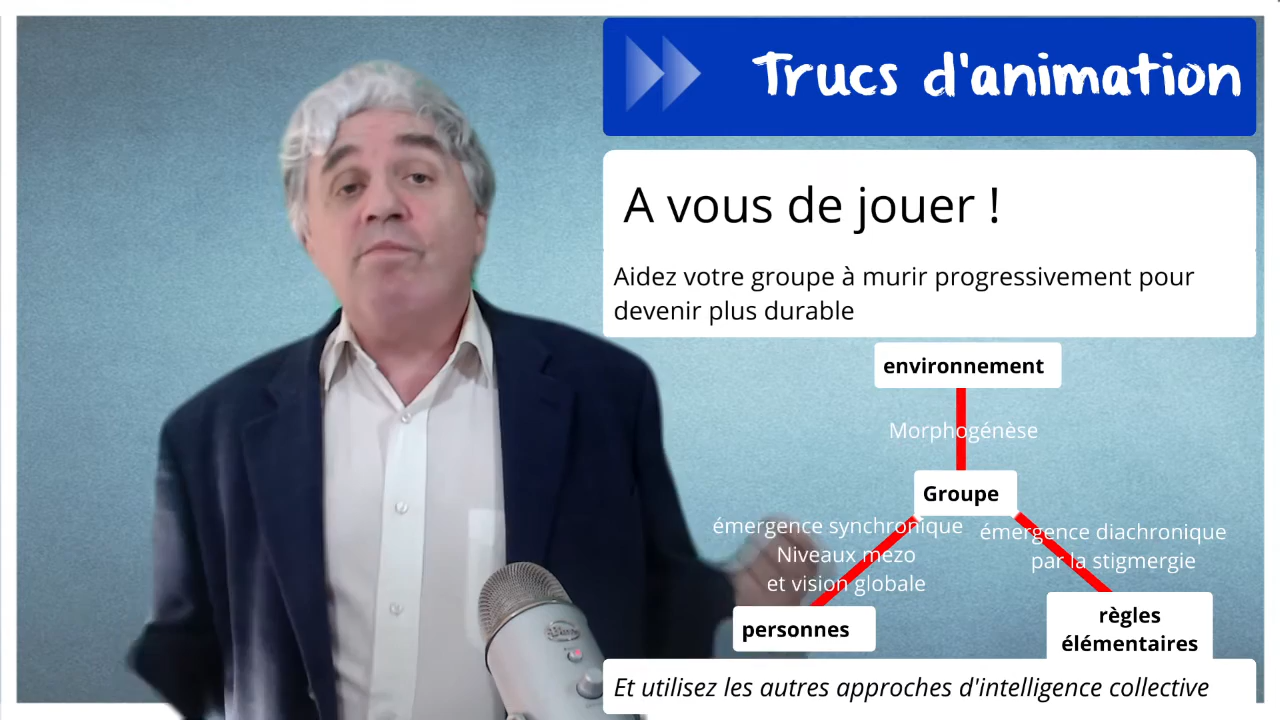 Trucs d'animation
A vous de jouer !
Aidez votre groupe à murir progressivement pour
devenir plus durable
environnement
Morphogénèse
Groupe
émergence synchronique
Niveaux mezo
et vision globale
émergence diachronique
par la stigmergie
personnes
règles
élémentaires
Et utilisez les autres approches d'intelligence collective